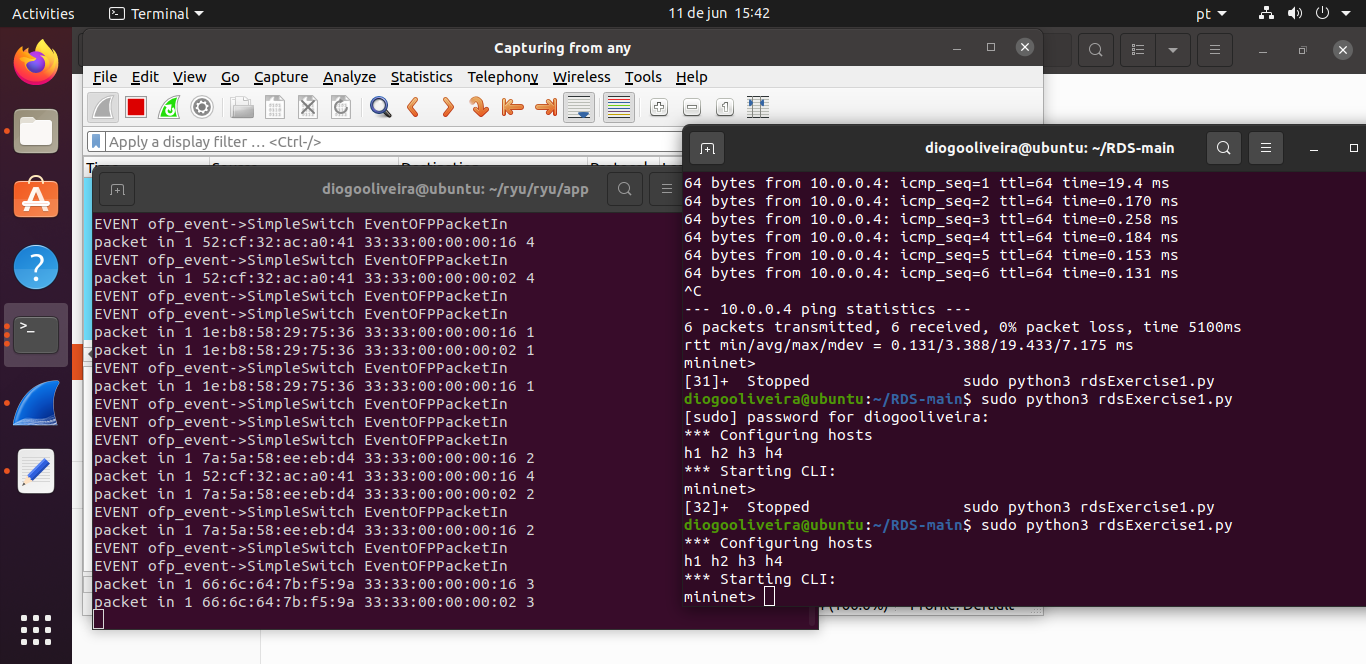 Activities
Terminal
11 de jun 15:42
pt
Capturing from any
File Edit View Go Capture Analyze Statistics Telephony Wireless Tools Help
Apply a display filter … <Ctrl-/>
diogooliveira@ubuntu: ~/ryu/ryu/app
EVENT ofp_event->SimpleSwitch EventOFPPacketIn
packet in 1 52:cf:32:ac:a0:41 33:33:00:00:00:16 4
EVENT ofp_event->SimpleSwitch EventOFPPacketIn
packet in 1 52:cf:32:ac:a0:41 33:33:00:00:00:02 4
EVENT ofp_event->SimpleSwitch EventOFPPacketIn
EVENT ofp_event->SimpleSwitch EventOFPPacketIn
packet in 1 1e:b8:58:29:75:36 33:33:00:00:00:16 1
packet in 1 1e:b8:58:29:75:36 33:33:00:00:00:02 1
EVENT ofp_event->SimpleSwitch EventOFPPacketIn
packet in 1 1e:b8:58:29:75:36 33:33:00:00:00:16 1
EVENT ofp_event->SimpleSwitch EventOFPPacketIn
EVENT ofp_event->SimpleSwitch EventOFPPacketIn
EVENT ofp_event->SimpleSwitch EventOFPPacketIn
packet in 1 7a:5a:58:ee:eb:d4 33:33:00:00:00:16 2
packet in 1 52:cf:32:ac:a0:41 33:33:00:00:00:16 4
packet in 1 7a:5a:58:ee:eb:d4 33:33:00:00:00:02 2
EVENT ofp_event->SimpleSwitch EventOFPPacketIn
packet in 1 7a:5a:58:ee:eb:d4 33:33:00:00:00:16 2
EVENT ofp_event->SimpleSwitch EventOFPPacketIn
EVENT ofp_event->SimpleSwitch EventOFPPacketIn
packet in 1 66:6c:64:7b:f5:9a 33:33:00:00:00:16 3
packet in 1 66:6c:64:7b:f5:9a 33:33:00:00:00:02 3
diogooliveira@ubuntu: ~/RDS-main
64 bytes from 10.0.0.4: icmp_seq=1 ttl=64 time=19.4 ms
64 bytes from 10.0.0.4: icmp_seq=2 ttl=64 time=0.170 ms
64 bytes from 10.0.0.4: icmp_seq=3 ttl=64 time=0.258 ms
64 bytes from 10.0.0.4: icmp_seq=4 ttl=64 time=0.184 ms
64 bytes from 10.0.0.4: icmp_seq=5 ttl=64 time=0.153 ms
64 bytes from 10.0.0.4: icmp_seq=6 ttl=64 time=0.131 ms
^C
--- 10.0.0.4 ping statistics ---
6 packets transmitted, 6 received, 0% packet loss, time 5100ms
rtt min/avg/max/mdev = 0.131/3.388/19.433/7.175 ms
mininet>
[31]+  Stopped                 sudo python3 rdsExercise1.py
diogooliveira@ubuntu:~/RDS-main$ sudo python3 rdsExercise1.py
[sudo] password for diogooliveira:
*** Configuring hosts
h1 h2 h3 h4
*** Starting CLI:
mininet>
[32]+  Stopped                 sudo python3 rdsExercise1.py
diogooliveira@ubuntu:~/RDS-main$ sudo python3 rdsExercise1.py
*** Configuring hosts
h1 h2 h3 h4
*** Starting CLI:
mininet>